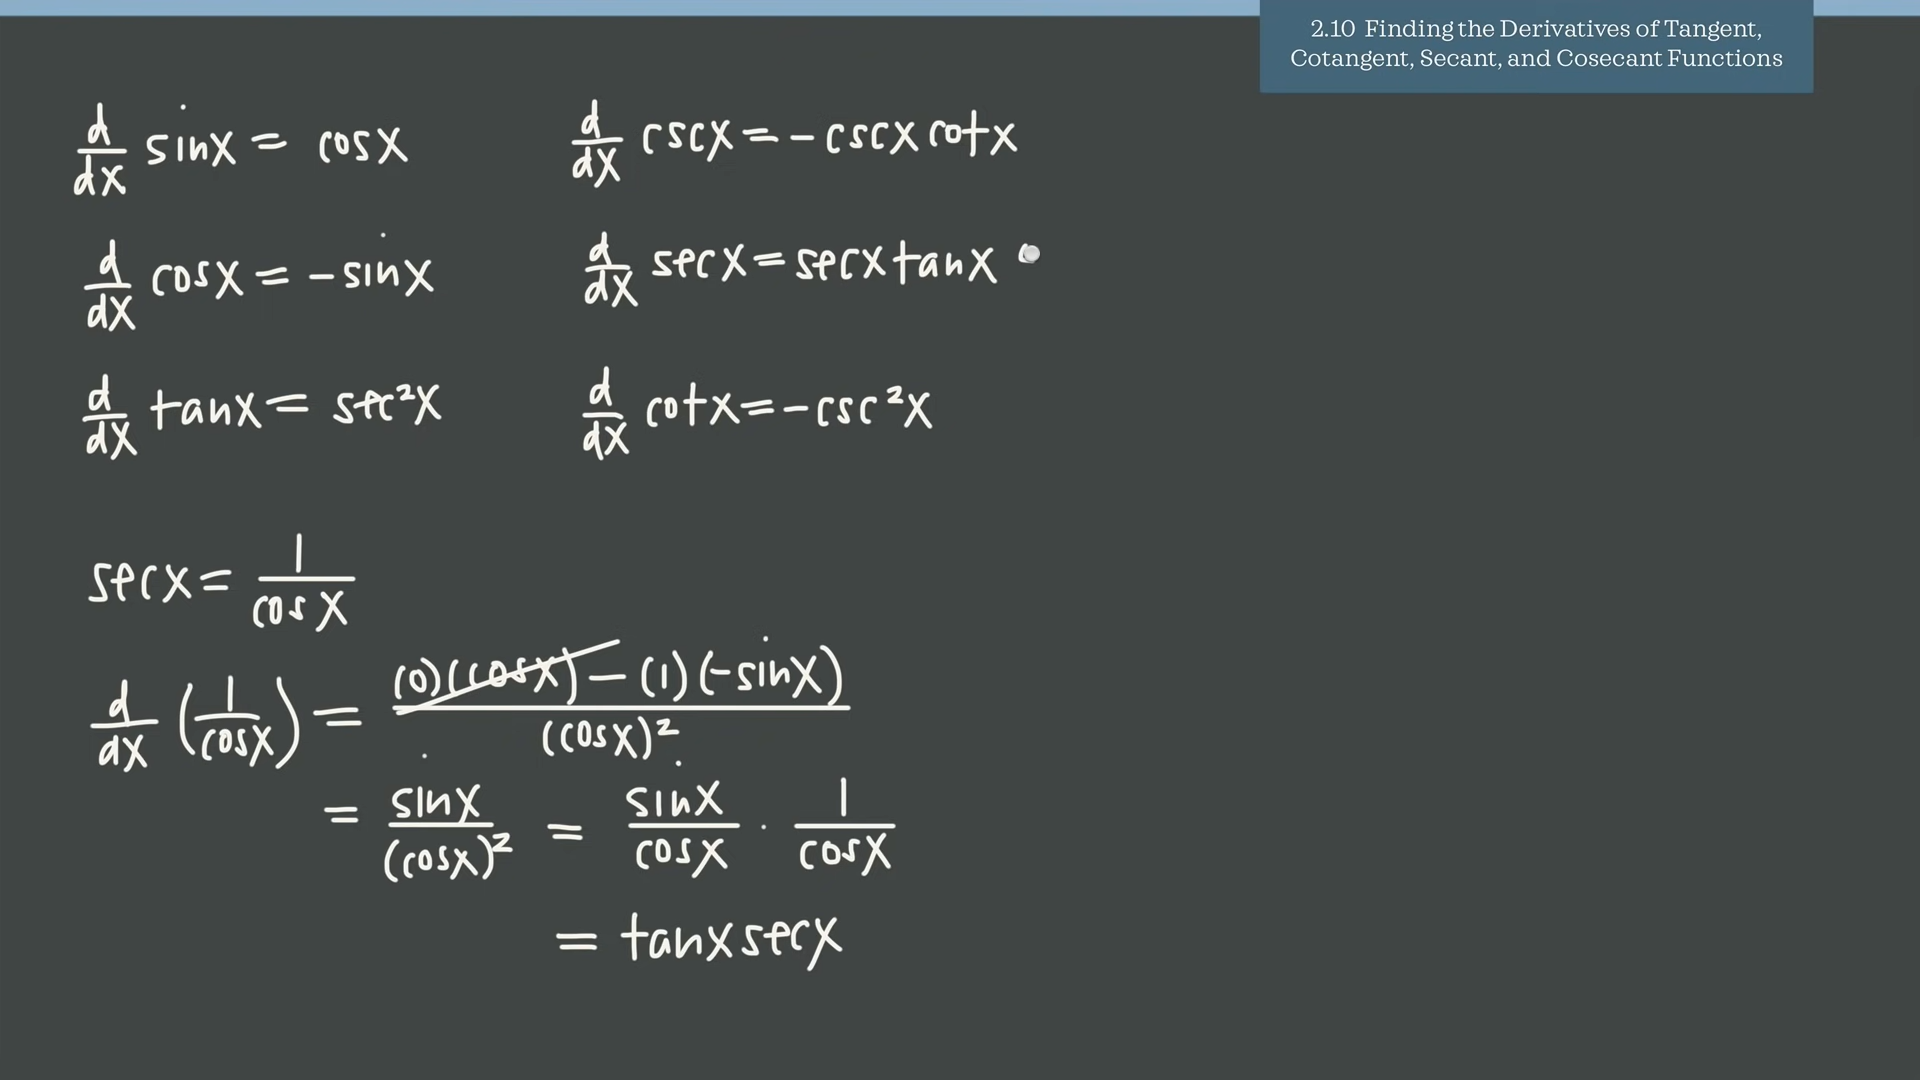 2.10 Finding the Derivatives of Tangent,
Cotangent, Secant, and Cosecant Functions
d/dx sinx = cosx
d/dx cscx = -cscx cotx
d/dx cosx = -sinx
d/dx secx = secx tanx
d/dx tanx = sec²x
d/dx cotx = -csc²x
secx = 1/cosx
d/dx (1/cosx) = ((0)(cosx) - (1)(-sinx))/(cosx)²
= sinx/(cosx)² = sinx/cosx · 1/cosx
= tanx secx